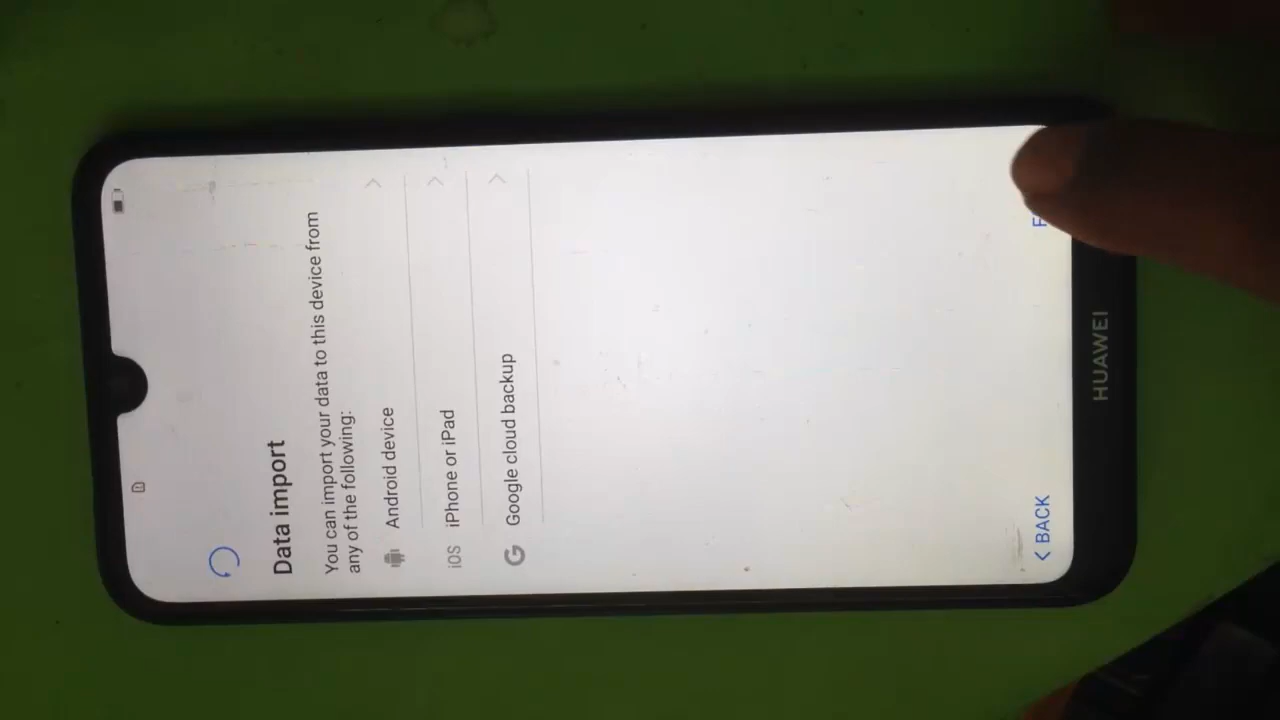 Data import
You can import your data to this device from
any of the following:
Android device
iOS iPhone or iPad
G Google cloud backup
< BACK
HUAWEI